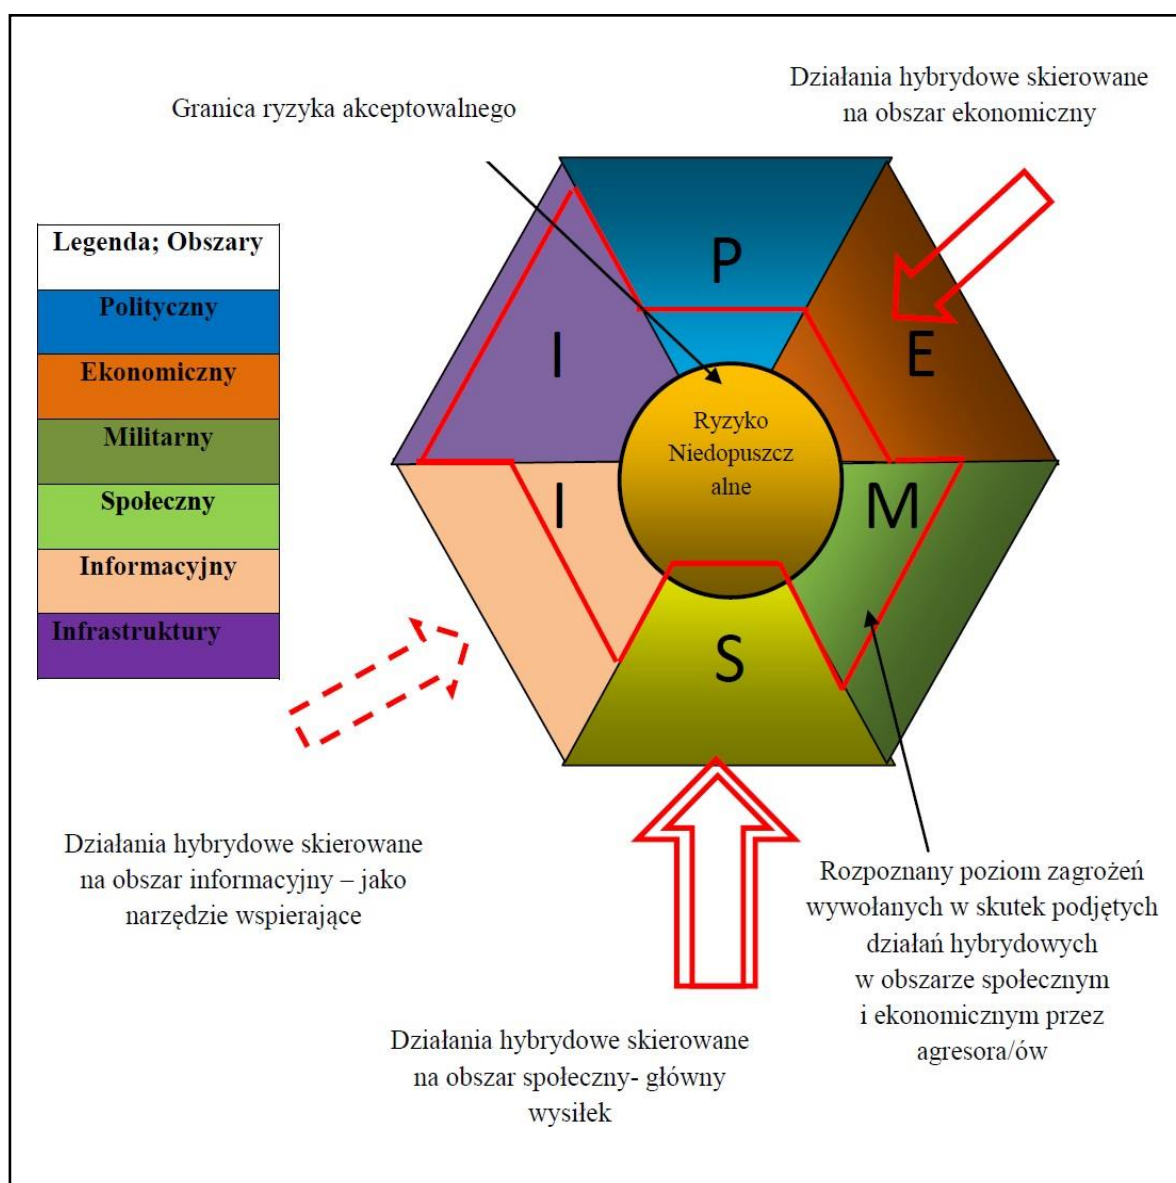 Granica ryzyka akceptowalnego
Działania hybrydowe skierowane
na obszar ekonomiczny
Legenda; Obszary
Polityczny
Ekonomiczny
Militarny
Społeczny
Informacyjny
Infrastruktury
P
I
E
Ryzyko
Niedopuszcz
alne
I
M
S
Działania hybrydowe skierowane
na obszar informacyjny – jako
narzędzie wspierające
Rozpoznany poziom zagrożeń
wywołanych w skutek podjętych
działań hybrydowych
w obszarze społecznym
i ekonomicznym przez
agresora/ów
Działania hybrydowe skierowane
na obszar społeczny- główny
wysiłek